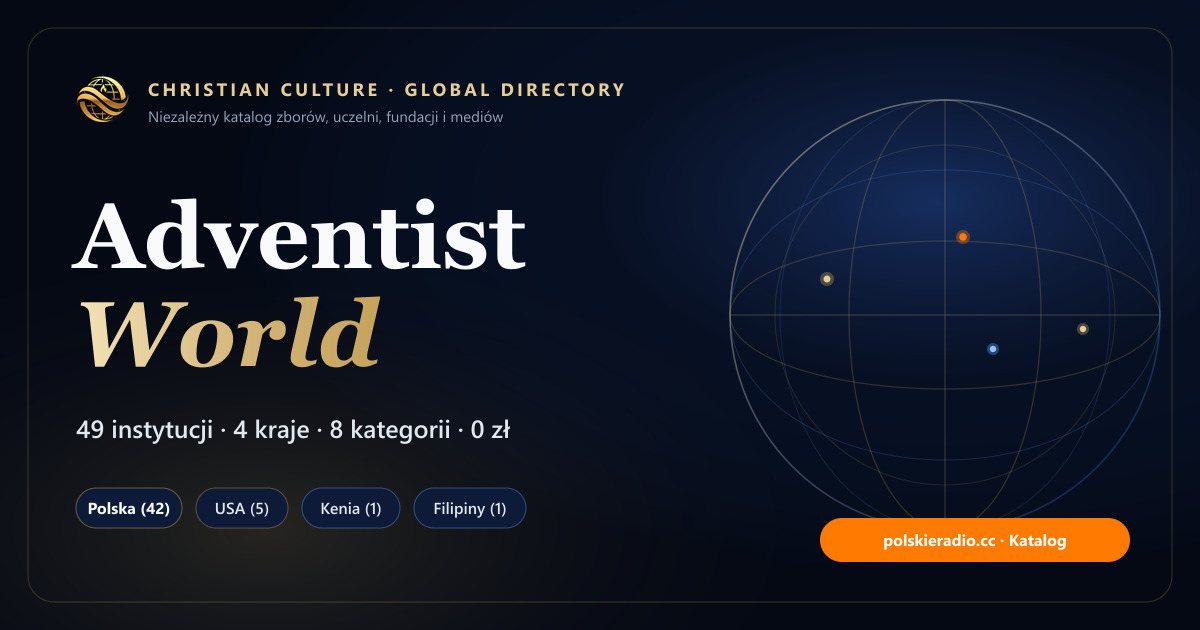 CHRISTIAN CULTURE · GLOBAL DIRECTORY
Niezależny katalog zborów, uczelni, fundacji i mediów
Adventist
World
49 instytucji · 4 kraje · 8 kategorii · 0 zł
Polska (42)
USA (5)
Kenia (1)
Filipiny (1)
polskieradio.cc · Katalog